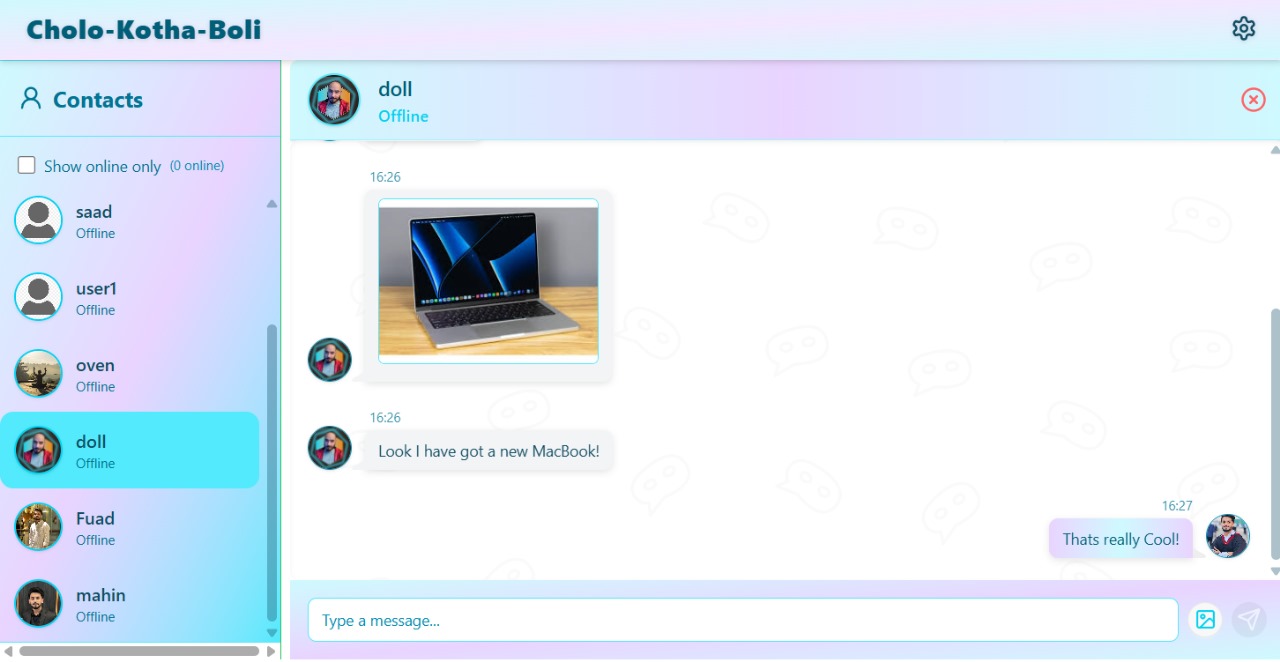 Cholo-Kotha-Boli
Contacts
Show online only (0 online)
saad
Offline
user1
Offline
oven
Offline
doll
Offline
Fuad
Offline
mahin
Offline
doll
Offline
16:26
16:26
Look I have got a new MacBook!
16:27
Thats really Cool!
Type a message...